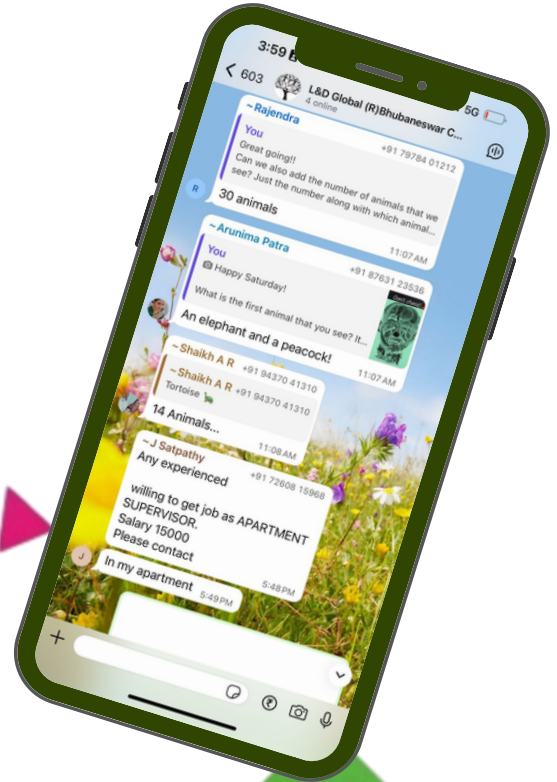 3:59
5G
603
L&D Global (R)Bhubaneswar C...
4 online
~Rajendra
+91 79784 01212
You
Great going!!
Can we also add the number of animals that we
see? Just the number along with which animal...
30 animals
11:07 AM
R
~Arunima Patra
+91 87631 23536
You
📷 Happy Saturday!
What is the first animal that you see? It...
An elephant and a peacock!
11:07 AM
~Shaikh A R +91 94370 41310
~Shaikh A R +91 94370 41310
Tortoise 🐢
14 Animals...
11:08 AM
~J Satpathy
+91 72608 15968
Any experienced
willing to get job as APARTMENT
SUPERVISOR.
Salary 15000
Please contact
5:48 PM
In my apartment
5:49 PM
J